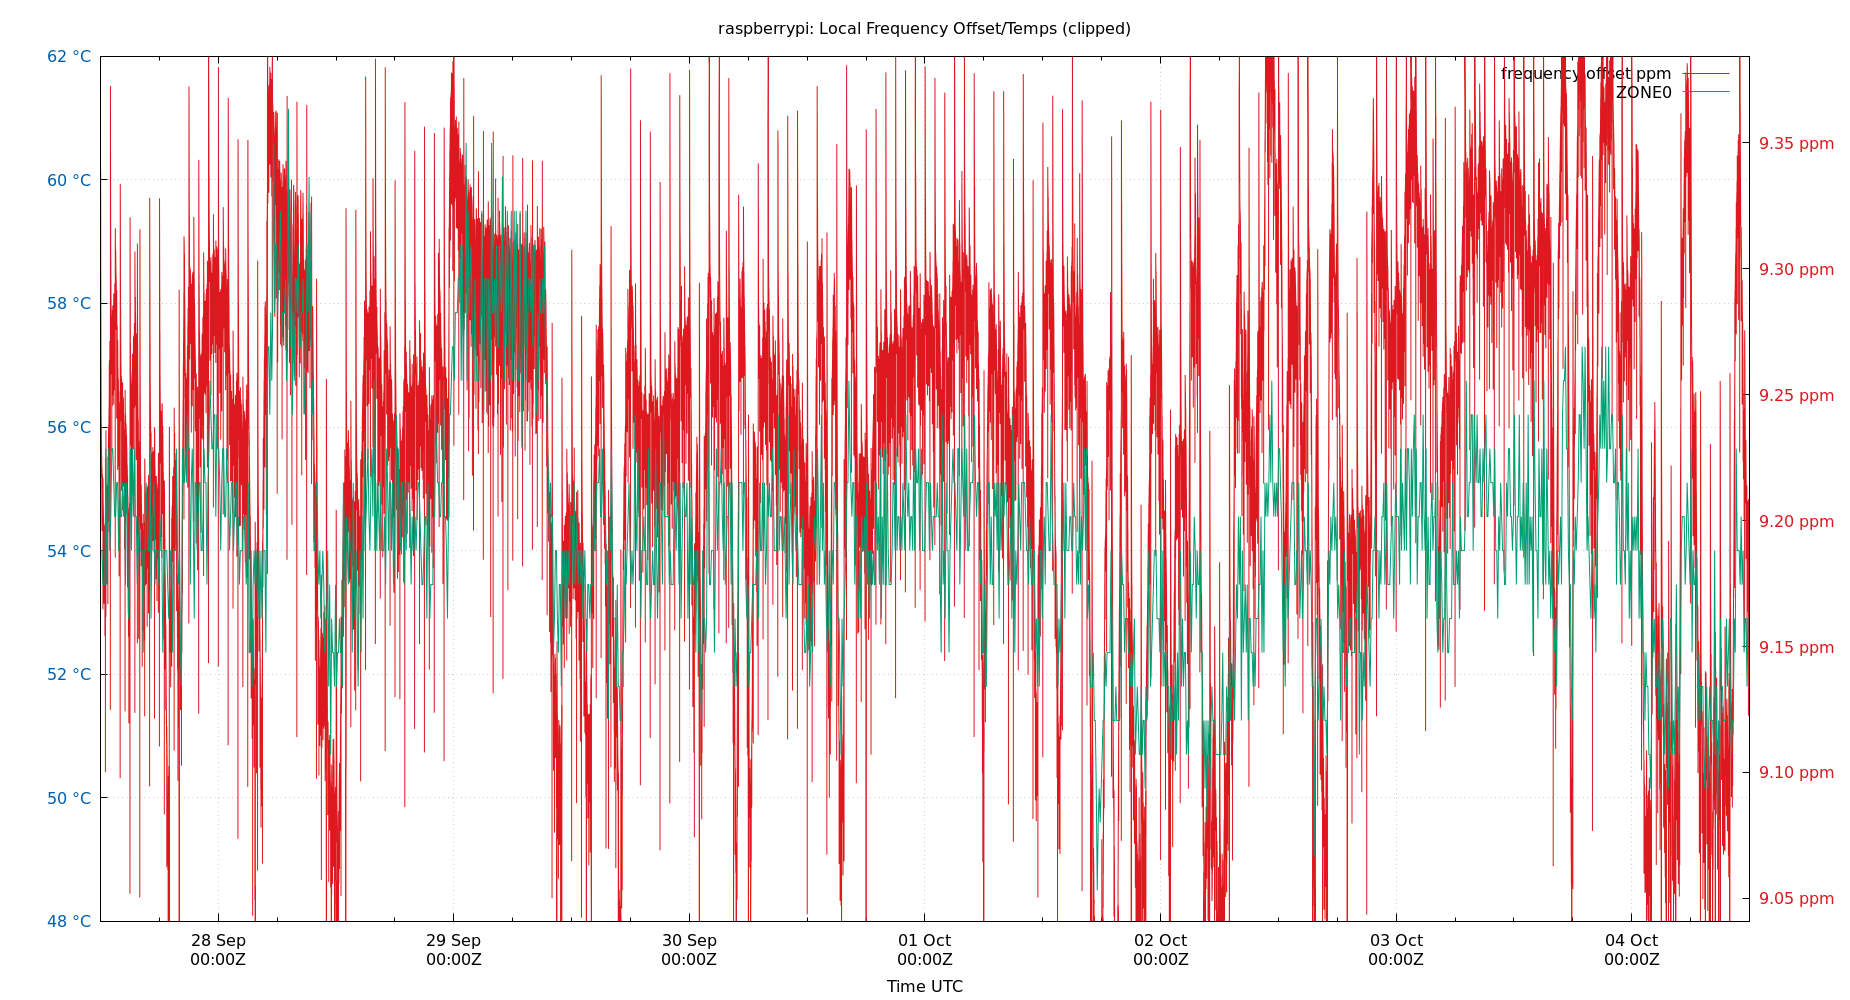 raspberrypi: Local Frequency Offset/Temps (clipped)
62 °C
60 °C
58 °C
56 °C
54 °C
52 °C
50 °C
48 °C
frequency offset ppm
ZONE0
9.35 ppm
9.30 ppm
9.25 ppm
9.20 ppm
9.15 ppm
9.10 ppm
9.05 ppm
28 Sep 29 Sep 30 Sep 01 Oct 02 Oct 03 Oct 04 Oct
00:00Z 00:00Z 00:00Z 00:00Z 00:00Z 00:00Z 00:00Z
Time UTC